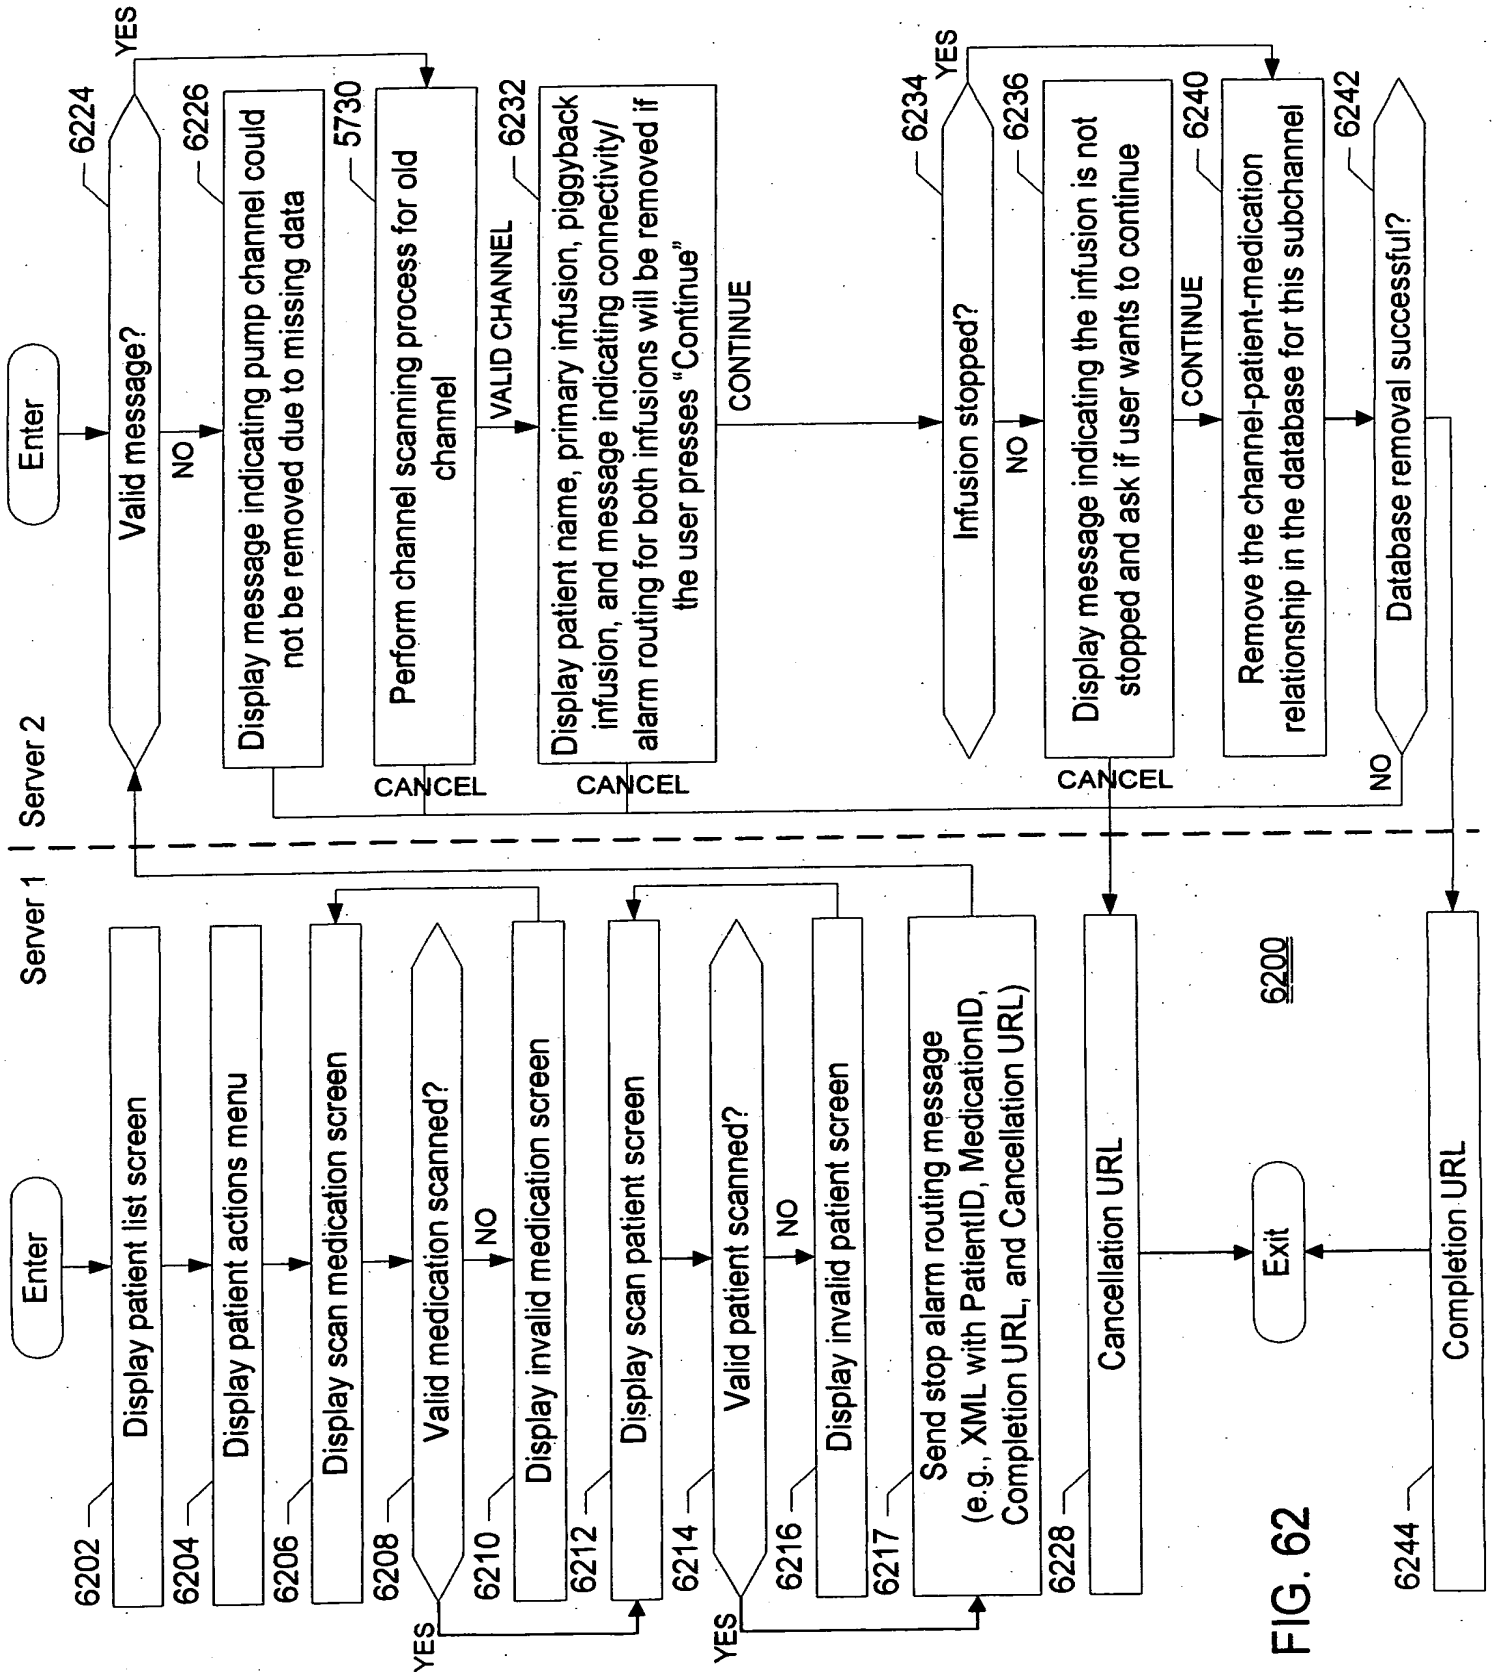 Server 1
Enter
6202
Display patient list screen
6204
Display patient actions menu
6206
Display scan medication screen
6208
Valid medication scanned?
YES
NO
6210
Display invalid medication screen
6212
Display scan patient screen
6214
Valid patient scanned?
YES
NO
6216
Display invalid patient screen
6217
Send stop alarm routing message
(e.g., XML with PatientID, MedicationID,
Completion URL, and Cancellation URL)
6228
Cancellation URL
Exit
6200
6244
Completion URL
Server 2
Enter
6224
Valid message?
YES
NO
6226
Display message indicating pump channel could
not be removed due to missing data
5730
Perform channel scanning process for old
channel
CANCEL
VALID CHANNEL
6232
Display patient name, primary infusion, piggyback
infusion, and message indicating connectivity/
alarm routing for both infusions will be removed if
the user presses “Continue”
CANCEL
CONTINUE
6234
Infusion stopped?
YES
NO
6236
Display message indicating the infusion is not
stopped and ask if user wants to continue
CANCEL
CONTINUE
6240
Remove the channel-patient-medication
relationship in the database for this subchannel
6242
Database removal successful?
NO
FIG. 62